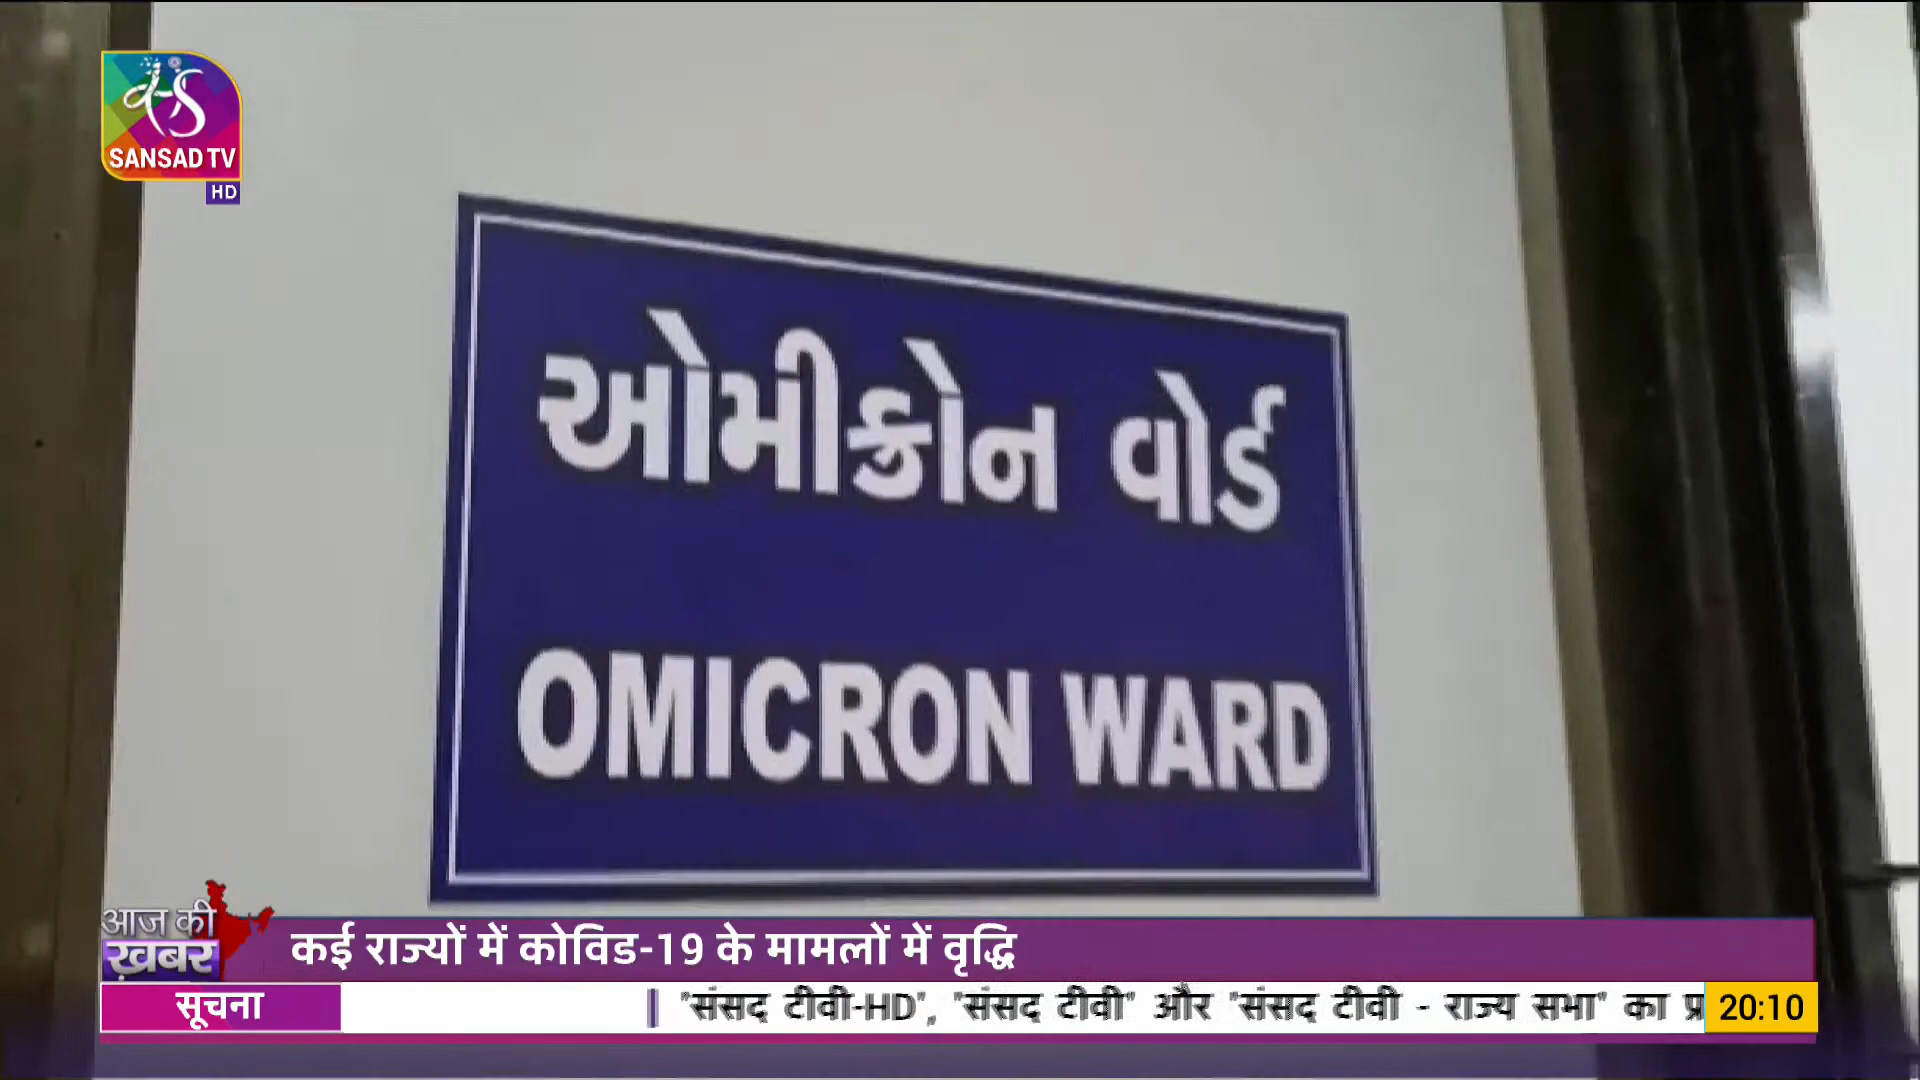 SANSAD TV
HD
ઓમીક્રોન વોર્ડ
OMICRON WARD
आज की
ख़बर
कई राज्यों में कोविड-19 के मामलों में वृद्धि
सूचना
"संसद टीवी-HD", "संसद टीवी" और "संसद टीवी - राज्य सभा" का प्र
20:10